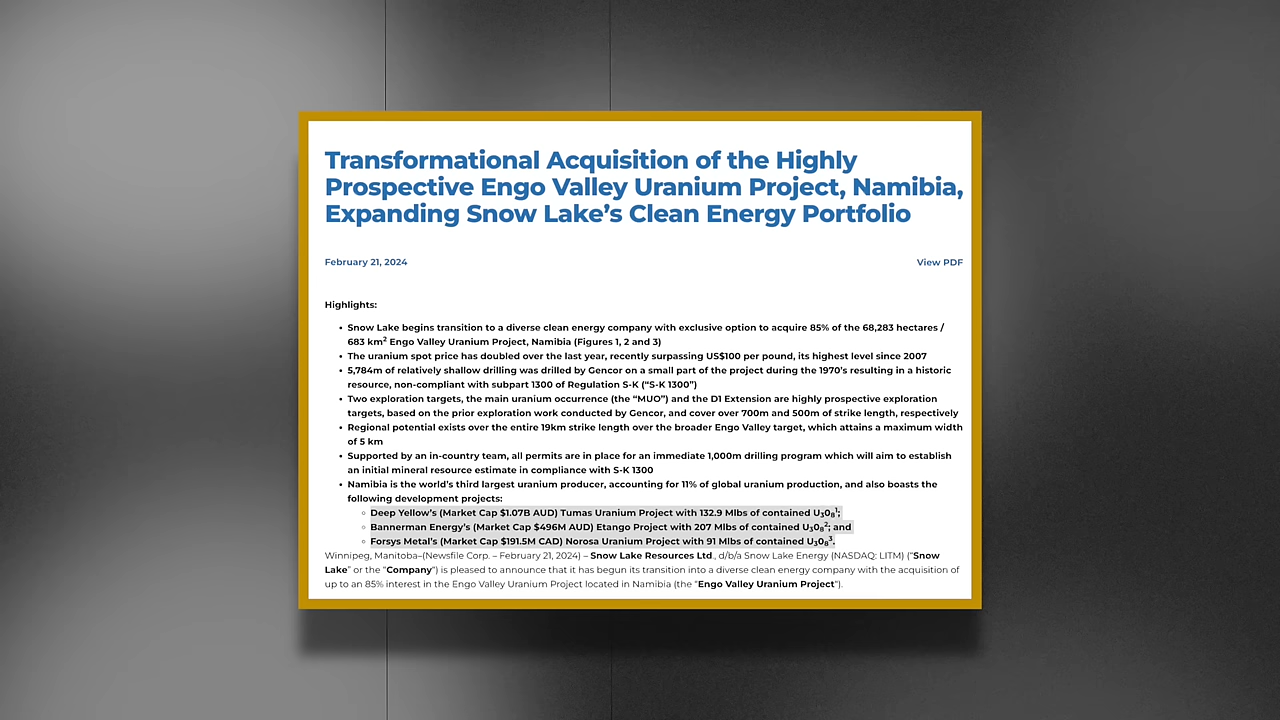 Transformational Acquisition of the Highly
Prospective Engo Valley Uranium Project, Namibia,
Expanding Snow Lake’s Clean Energy Portfolio
February 21, 2024
View PDF
Highlights:
• Snow Lake begins transition to a diverse clean energy company with exclusive option to acquire 85% of the 68,283 hectares /
683 km² Engo Valley Uranium Project, Namibia (Figures 1, 2 and 3)
• The uranium spot price has doubled over the last year, recently surpassing US$100 per pound, its highest level since 2007
• 5,784m of relatively shallow drilling was drilled by Gencor on a small part of the project during the 1970’s resulting in a historic
resource, non-compliant with subpart 1300 of Regulation S-K (“S-K 1300”)
• Two exploration targets, the main uranium occurrence (the “MUO”) and the D1 Extension are highly prospective exploration
targets, based on the prior exploration work conducted by Gencor, and cover over 700m and 500m of strike length, respectively
• Regional potential exists over the entire 19km strike length over the broader Engo Valley target, which attains a maximum width
of 5 km
• Supported by an in-country team, all permits are in place for an immediate 1,000m drilling program which will aim to establish
an initial mineral resource estimate in compliance with S-K 1300
• Namibia is the world’s third largest uranium producer, accounting for 11% of global uranium production, and also boasts the
following development projects:
◦ Deep Yellow’s (Market Cap $1.07B AUD) Tumas Uranium Project with 132.9 Mlbs of contained U₃0₈¹;
◦ Bannerman Energy’s (Market Cap $496M AUD) Etango Project with 207 Mlbs of contained U₃0₈²; and
◦ Forsys Metal’s (Market Cap $191.5M CAD) Norosa Uranium Project with 91 Mlbs of contained U₃0₈³.
Winnipeg, Manitoba–(Newsfile Corp. – February 21, 2024) – Snow Lake Resources Ltd., d/b/a Snow Lake Energy (NASDAQ: LITM) (“Snow
Lake” or the “Company”) is pleased to announce that it has begun its transition into a diverse clean energy company with the acquisition of
up to an 85% interest in the Engo Valley Uranium Project located in Namibia (the “Engo Valley Uranium Project”).